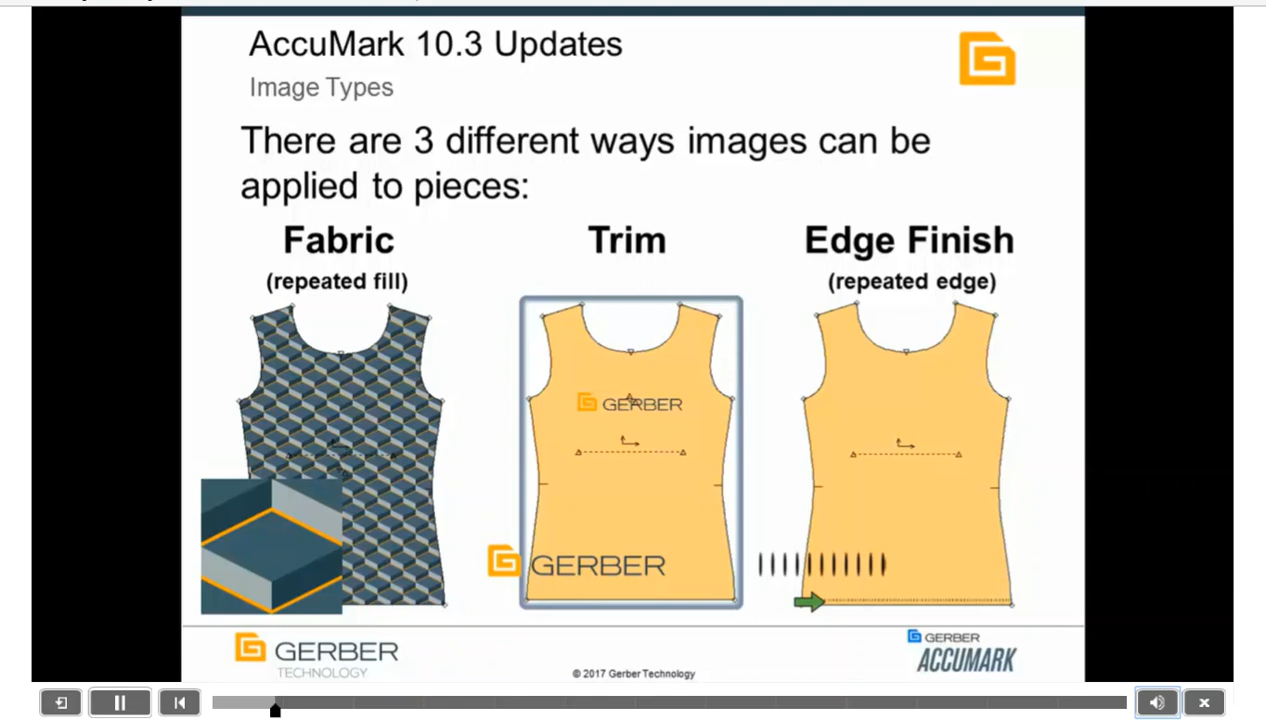 AccuMark 10.3 Updates
Image Types
There are 3 different ways images can be
applied to pieces:
Fabric
(repeated fill)
Trim
Edge Finish
(repeated edge)
GERBER
GERBER
GERBER
TECHNOLOGY
© 2017 Gerber Technology
GERBER
ACCUMARK